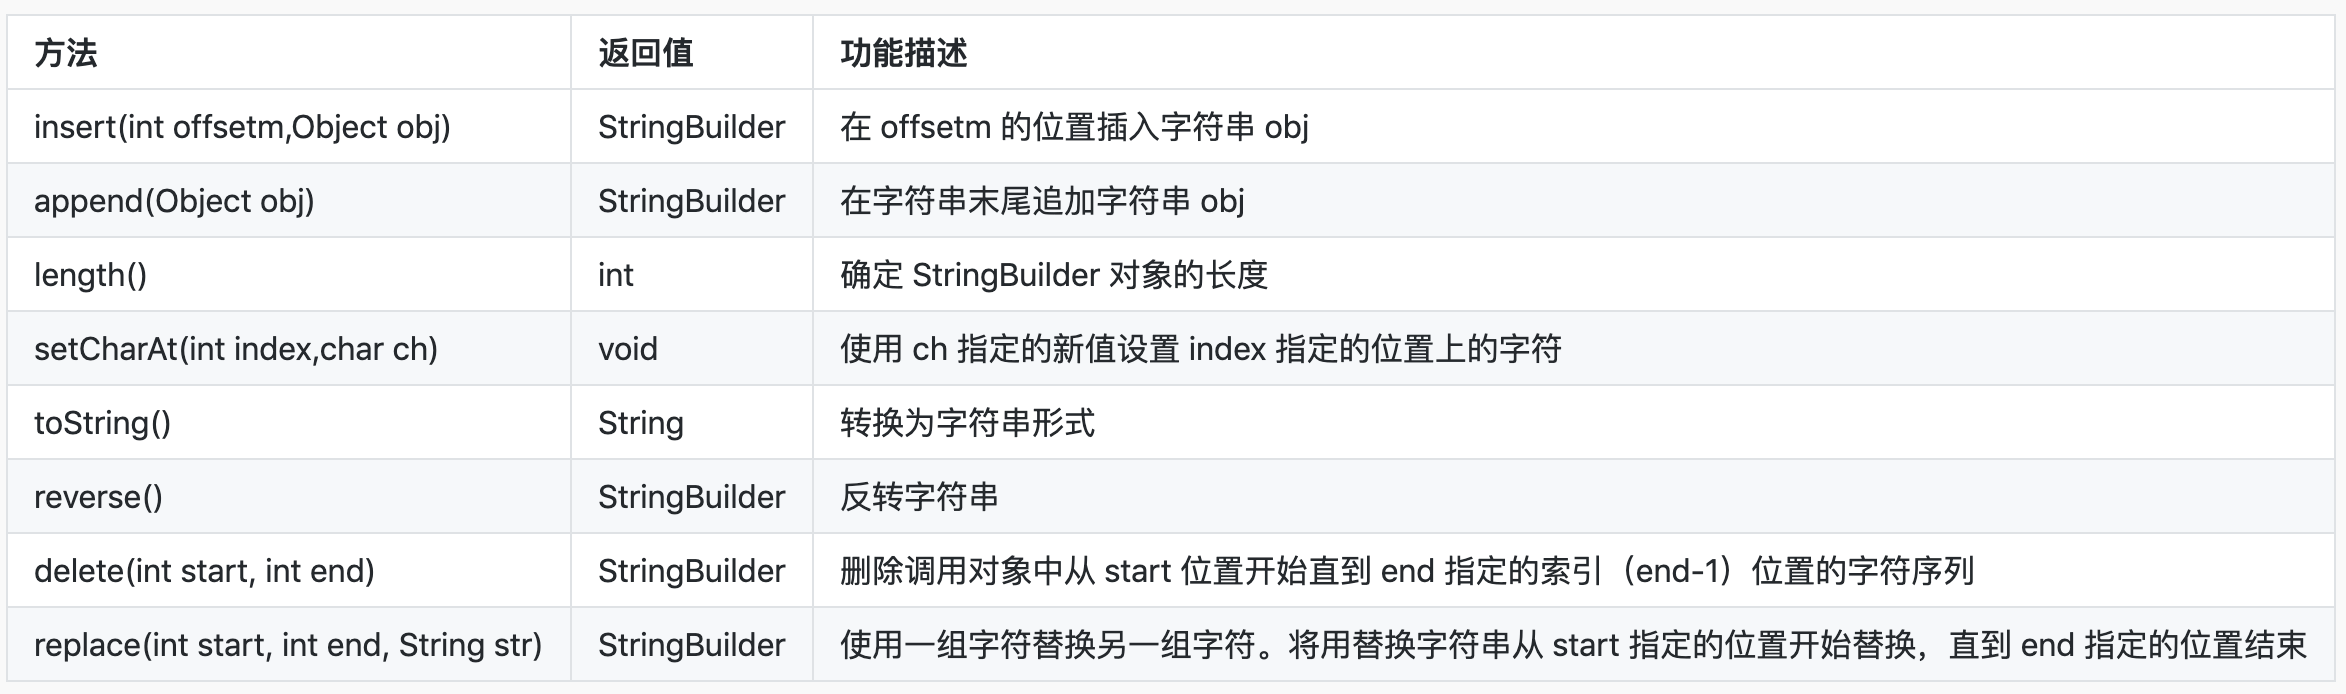 方法 返回值 功能描述
insert(int offsetm,Object obj) StringBuilder 在 offsetm 的位置插入字符串 obj
append(Object obj) StringBuilder 在字符串末尾追加字符串 obj
length() int 确定 StringBuilder 对象的长度
setCharAt(int index,char ch) void 使用 ch 指定的新值设置 index 指定的位置上的字符
toString() String 转换为字符串形式
reverse() StringBuilder 反转字符串
delete(int start, int end) StringBuilder 删除调用对象中从 start 位置开始直到 end 指定的索引（end-1）位置的字符序列
replace(int start, int end, String str) StringBuilder 使用一组字符替换另一组字符。将用替换字符串从 start 指定的位置开始替换，直到 end 指定的位置结束